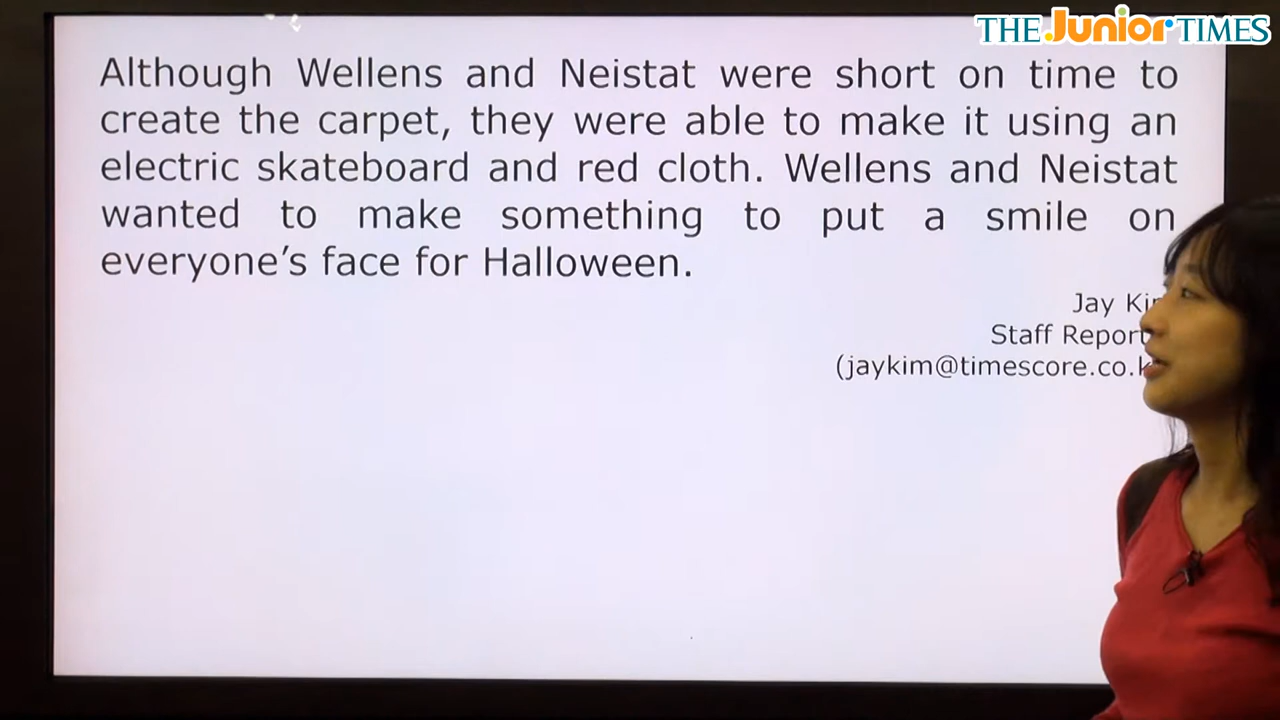 THE Junior TIMES
Although Wellens and Neistat were short on time to
create the carpet, they were able to make it using an
electric skateboard and red cloth. Wellens and Neistat
wanted to make something to put a smile on
everyone's face for Halloween.
Jay
Staff
(jaykim@timescore.co.k